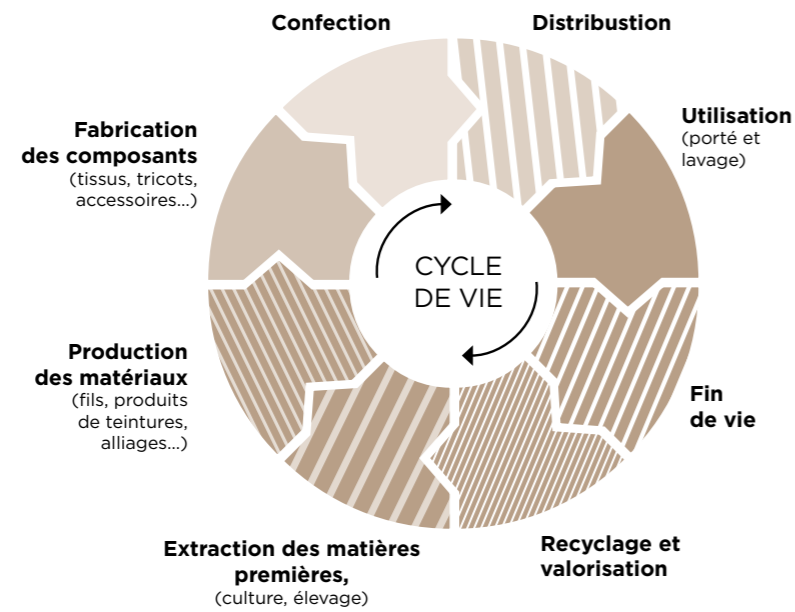 Confection
Distribustion
Utilisation
(porté et
lavage)
Fabrication
des composants
(tissus, tricots,
accessoires...)
CYCLE
DE VIE
Production
des matériaux
(fils, produits
de teintures,
alliages...)
Fin
de vie
Extraction des matières
premières,
(culture, élevage)
Recyclage et
valorisation